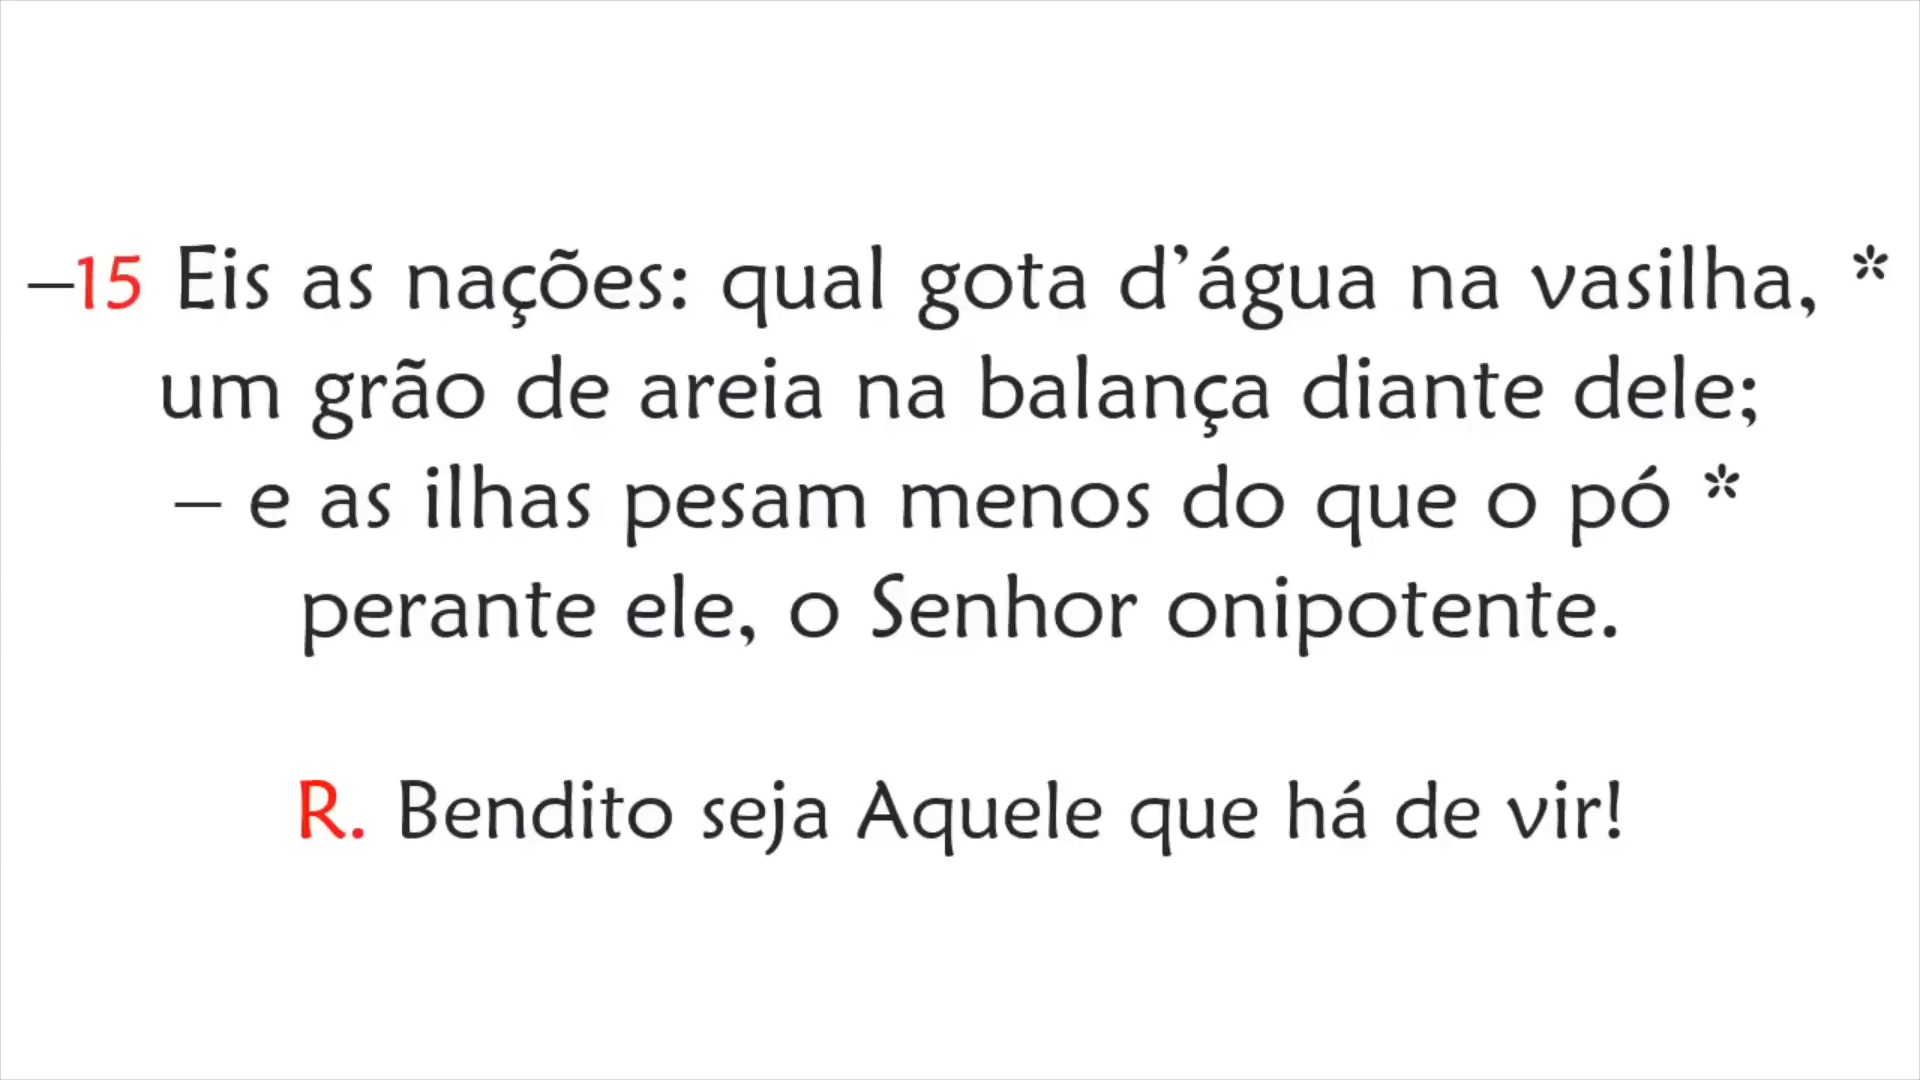 –15 Eis as nações: qual gota d’água na vasilha, *
um grão de areia na balança diante dele;
– e as ilhas pesam menos do que o pó *
perante ele, o Senhor onipotente.
R. Bendito seja Aquele que há de vir!